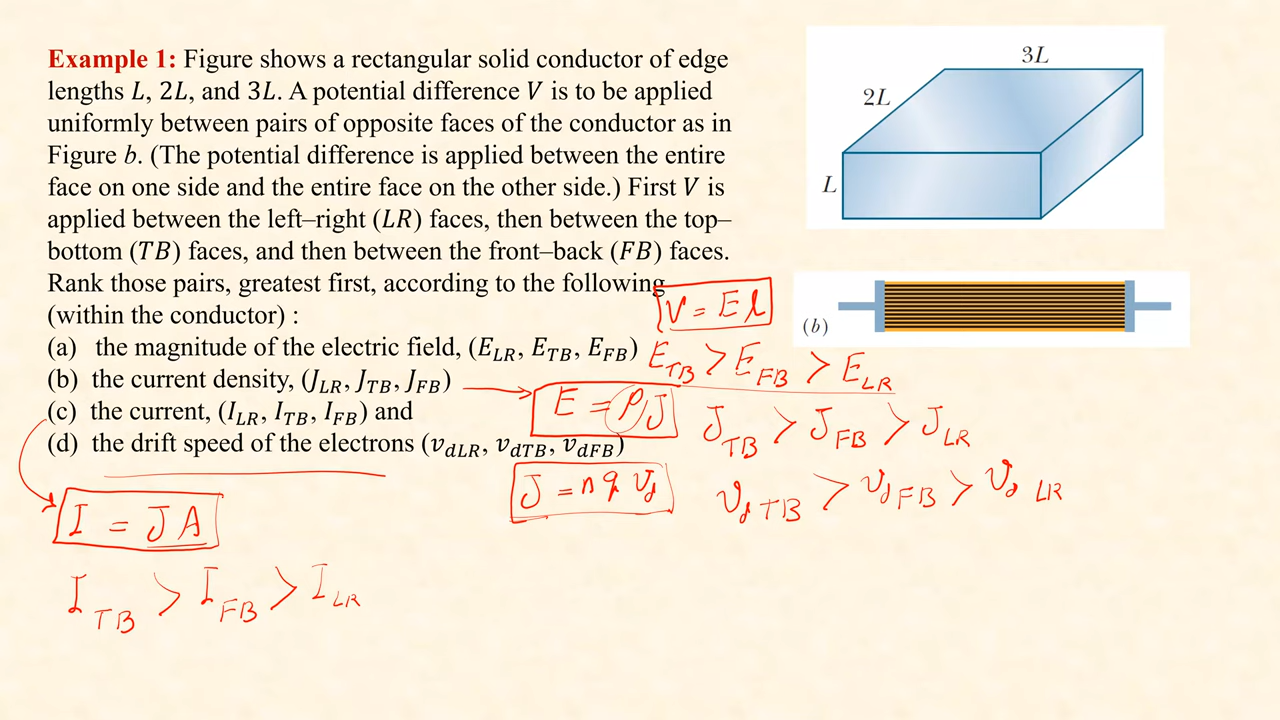 Example 1: Figure shows a rectangular solid conductor of edge
lengths L, 2L, and 3L. A potential difference V is to be applied
uniformly between pairs of opposite faces of the conductor as in
Figure b. (The potential difference is applied between the entire
face on one side and the entire face on the other side.) First V is
applied between the left–right (LR) faces, then between the top–
bottom (TB) faces, and then between the front–back (FB) faces.
Rank those pairs, greatest first, according to the following
(within the conductor) :
(a) the magnitude of the electric field, (E_LR, E_TB, E_FB)
(b) the current density, (J_LR, J_TB, J_FB)
(c) the current, (I_LR, I_TB, I_FB) and
(d) the drift speed of the electrons (v_dLR, v_dTB, v_dFB)
3L
2L
L
(b)
V = E l
E_TB > E_FB > E_LR
E = ρJ
J_TB > J_FB > J_LR
J = n q v_d
v_d TB > v_d FB > v_d LR
I = J A
I_TB > I_FB > I_LR